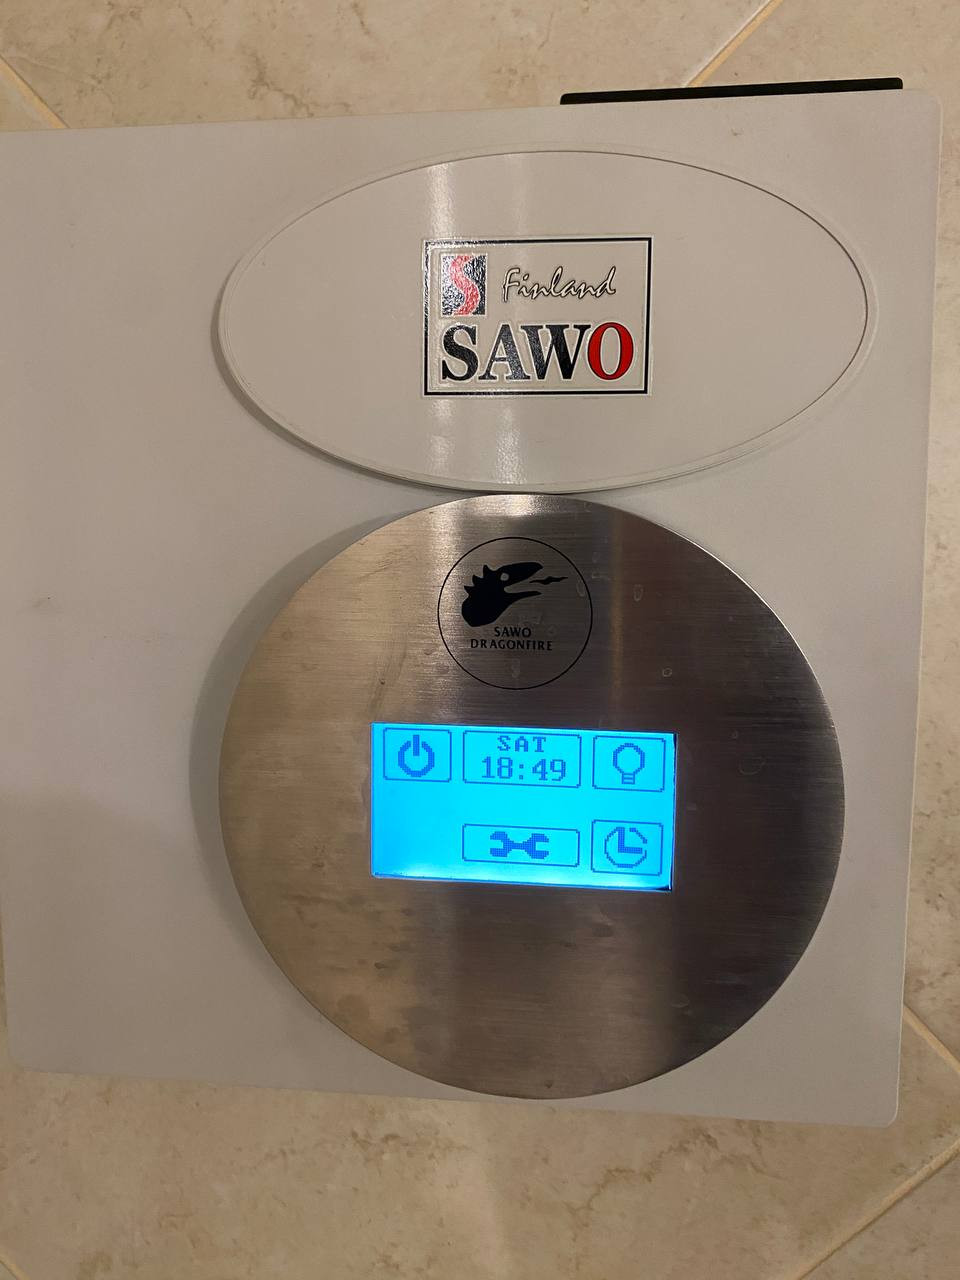 Finland
SAWO
SAWO
DRAGONFIRE
SAT
18:49